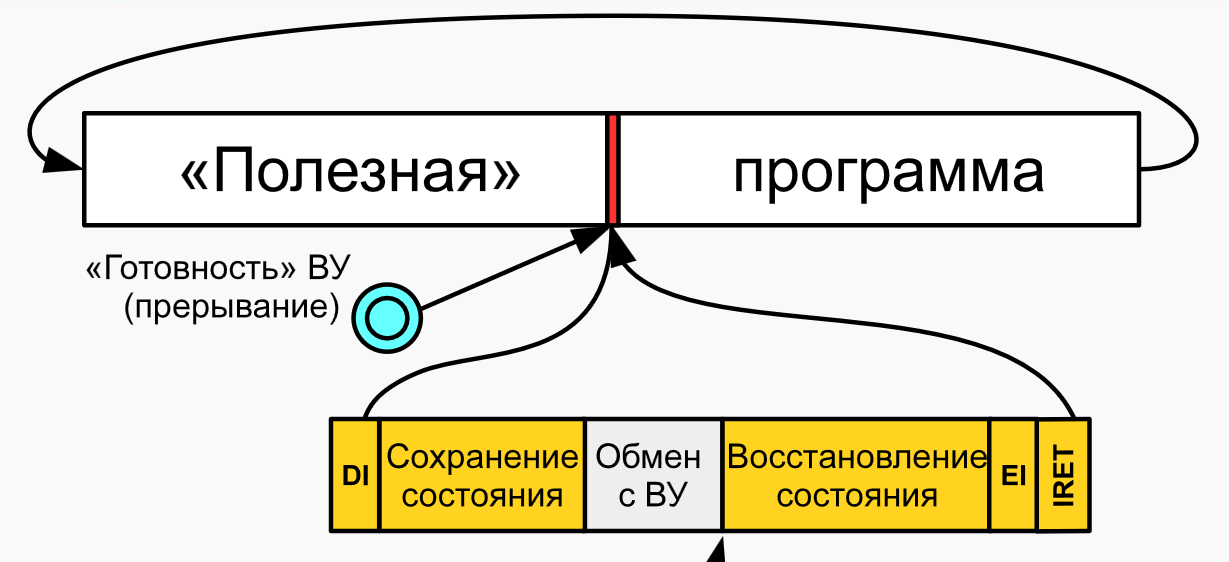 «Полезная» программа
«Готовность» ВУ
(прерывание)
DI
Сохранение
состояния
Обмен
с ВУ
Восстановление
состояния
EI
IRET